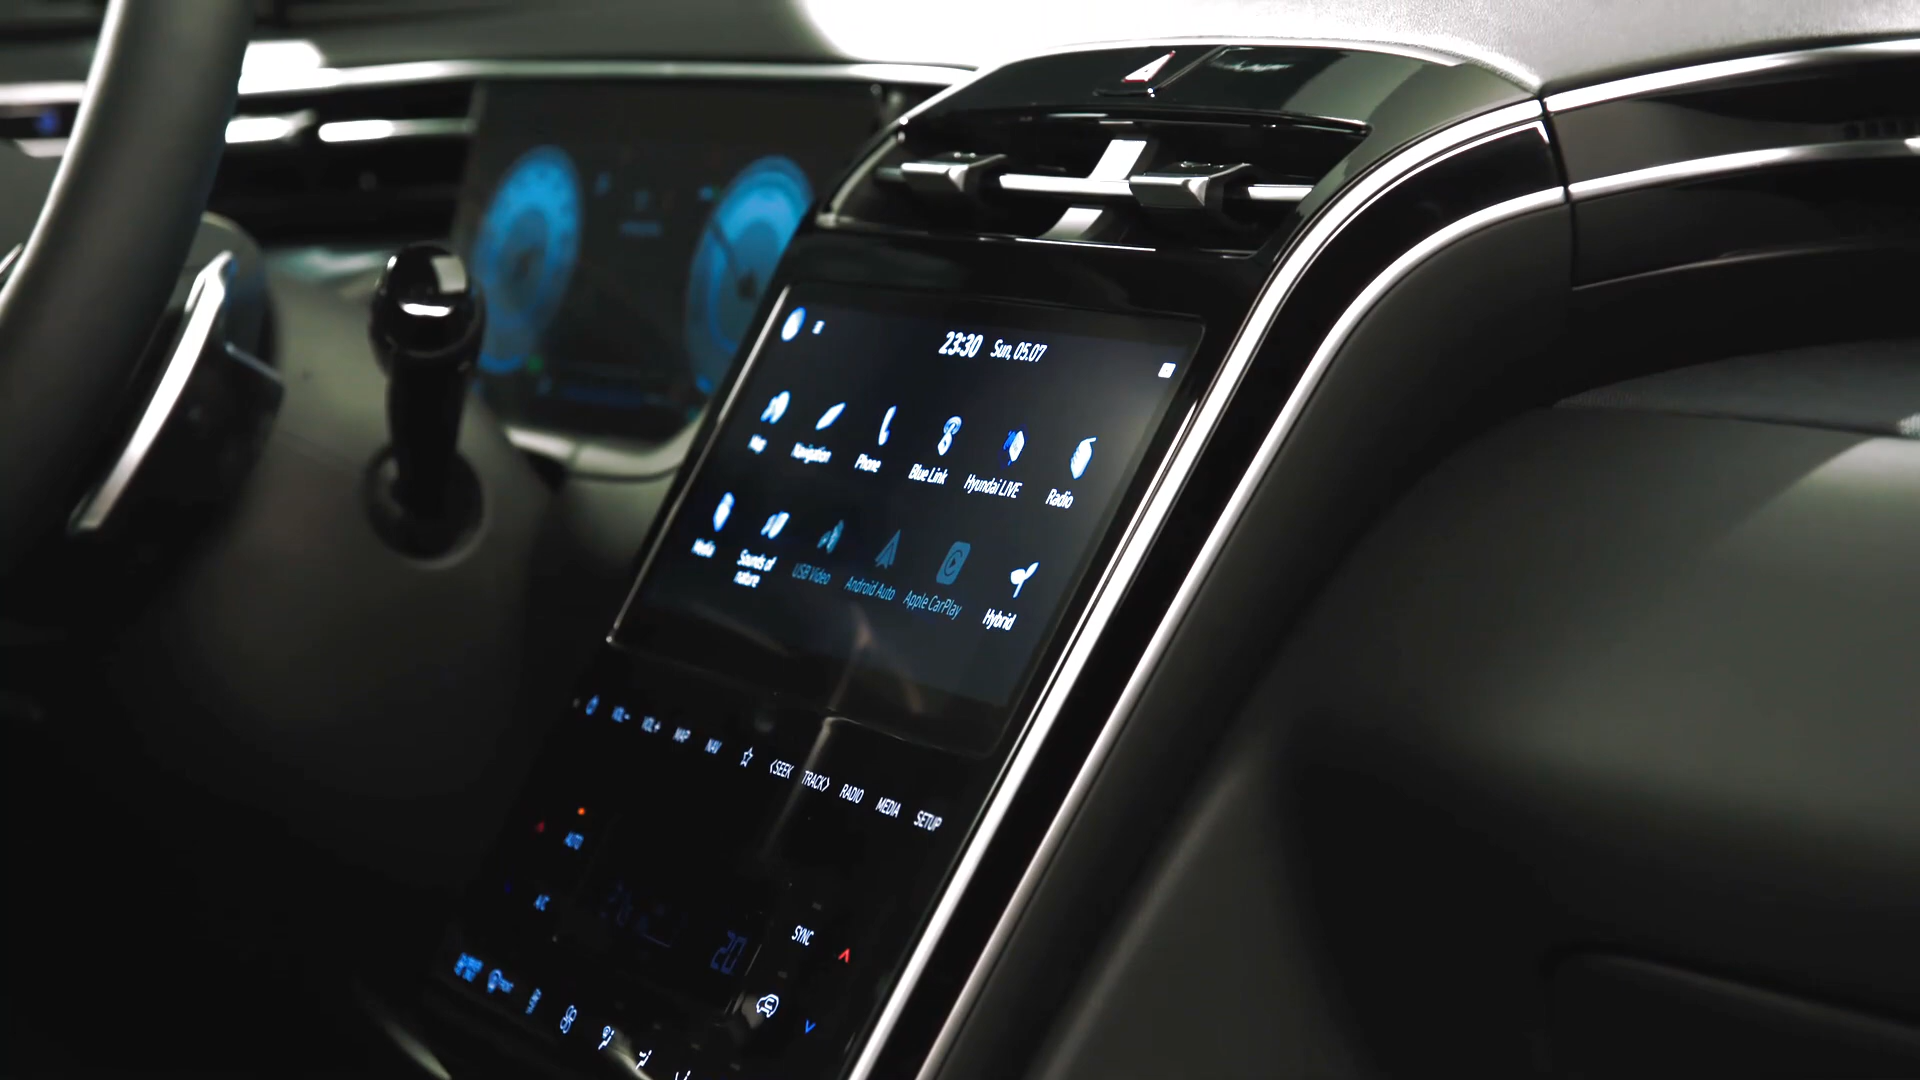 23:30 Sun, 05.07
Map Navigation Phone Blue Link Hyundai LIVE Radio
Media Sounds of nature USB Video Android Auto Apple CarPlay Hybrid
VOL- VOL+ MAP NAV <SEEK TRACK> RADIO MEDIA SETUP
AUTO
A/C
SYNC
20